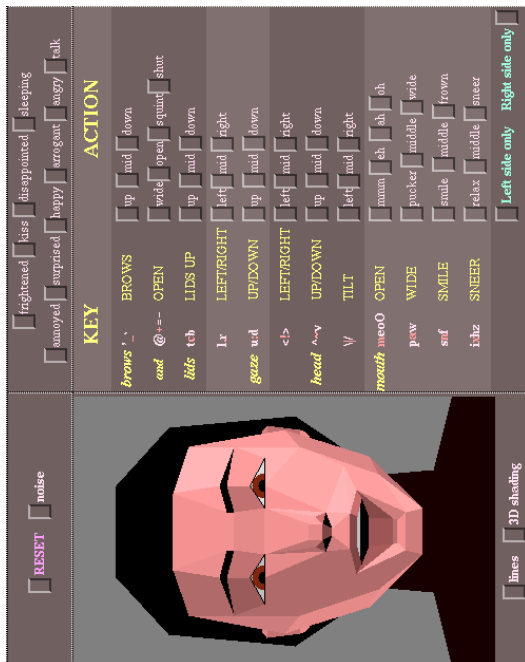 RESET noise
frightened kiss disappointed sleeping
annoyed surprised happy arrogant angry talk
KEY ACTION
brows '_` BROWS up mid down
and @+=- OPEN wide open squint shut
lids tcb LIDS UP up mid down
l.r LEFT/RIGHT left mid right
gaze u.d UP/DOWN up mid down
<!> LEFT/RIGHT left mid right
head ^~v UP/DOWN up mid down
\|/ TILT left mid right
mouth meoO OPEN mmm eh ah oh
paw WIDE pucker middle wide
snf SMILE smile middle frown
ixhz SNEER relax middle sneer
lines 3D shading
Left side only Right side only